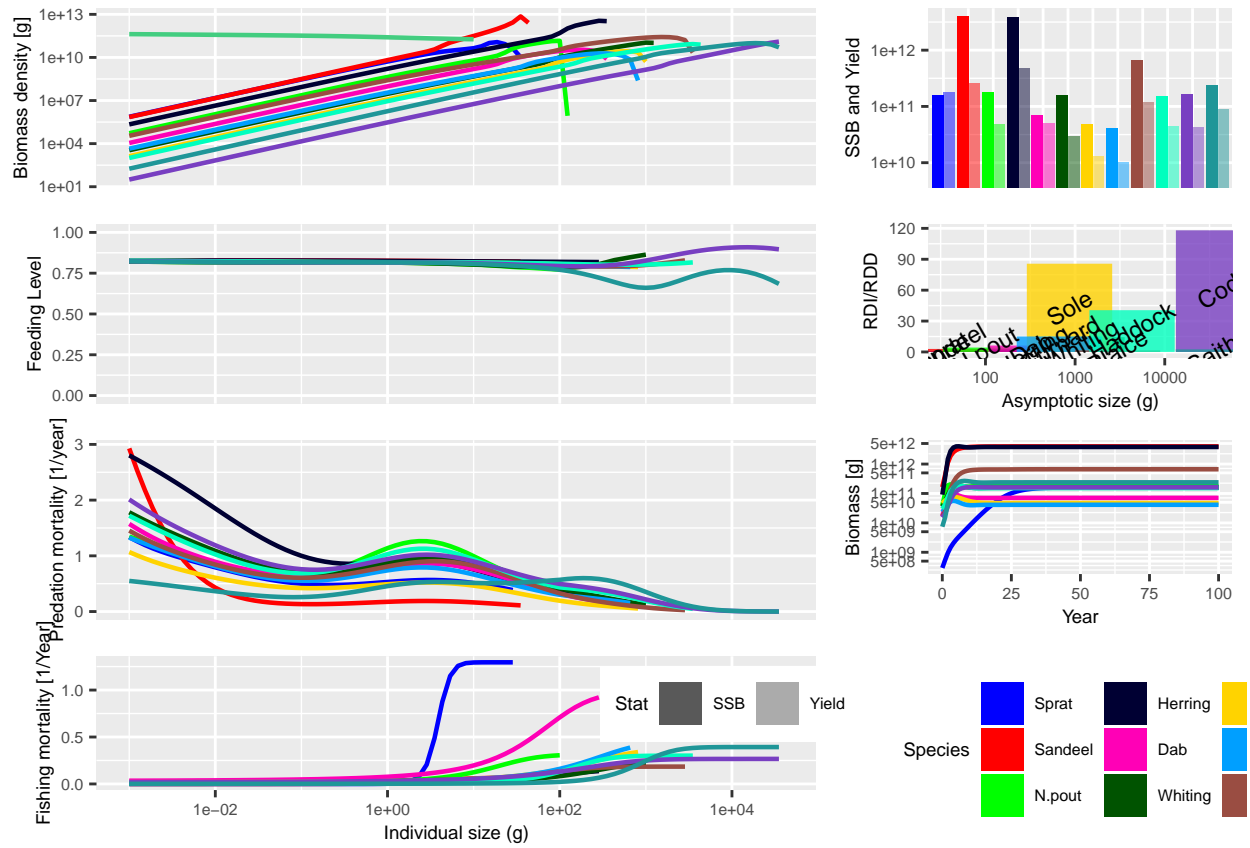 Biomass density [g]
1e+13
1e+10
1e+07
1e+04
1e+01
SSB and Yield
1e+12
1e+11
1e+10
Feeding Level
1.00
0.75
0.50
0.25
0.00
RDI/RDD
120
90
60
30
0
Sole
100
1000
10000
Asymptotic size (g)
Predation mortality [1/year]
3
2
1
0
Biomass [g]
5e+12
1e+12
5e+11
1e+11
5e+10
1e+10
5e+09
1e+09
5e+08
0
25
50
75
100
Year
Fishing mortality [1/Year]
1.0
0.5
0.0
1e−02
1e+00
1e+02
1e+04
Individual size (g)
Stat
SSB
Yield
Species
Sprat
Herring
Sandeel
Dab
N.pout
Whiting